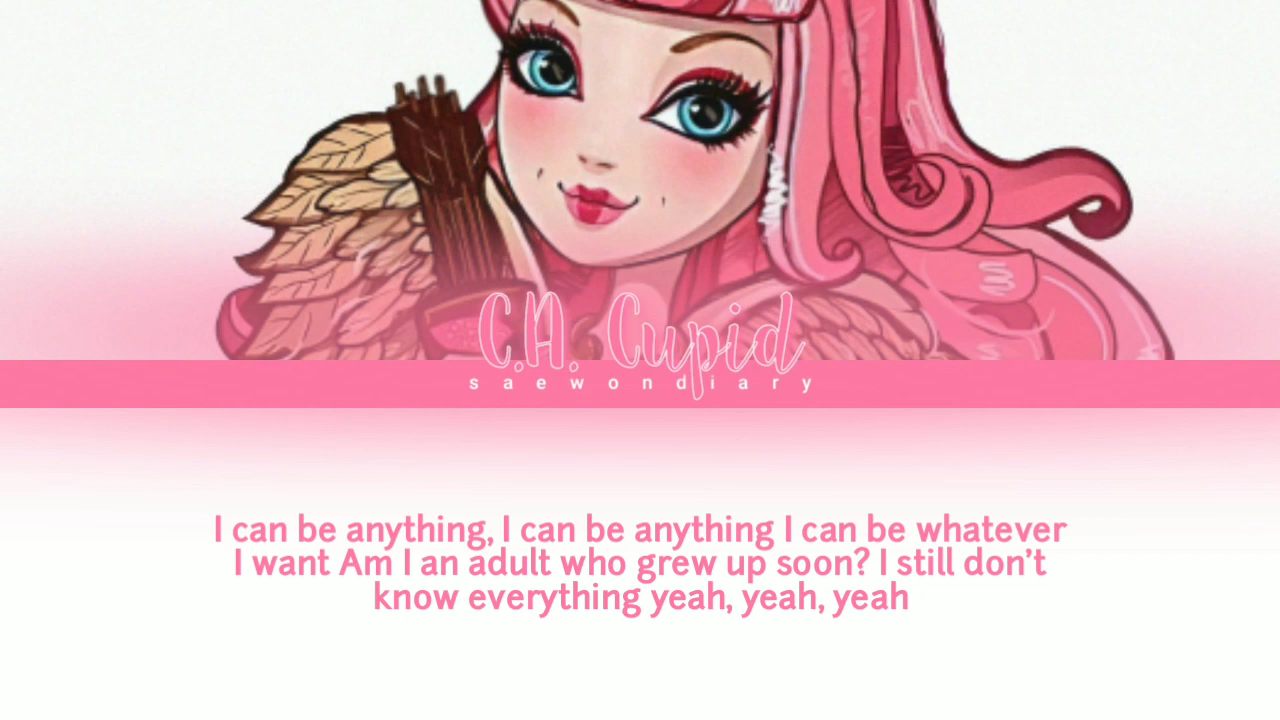 C.A. Cupid
saewondiary
I can be anything, I can be anything I can be whatever
I want Am I an adult who grew up soon? I still don't
know everything yeah, yeah, yeah